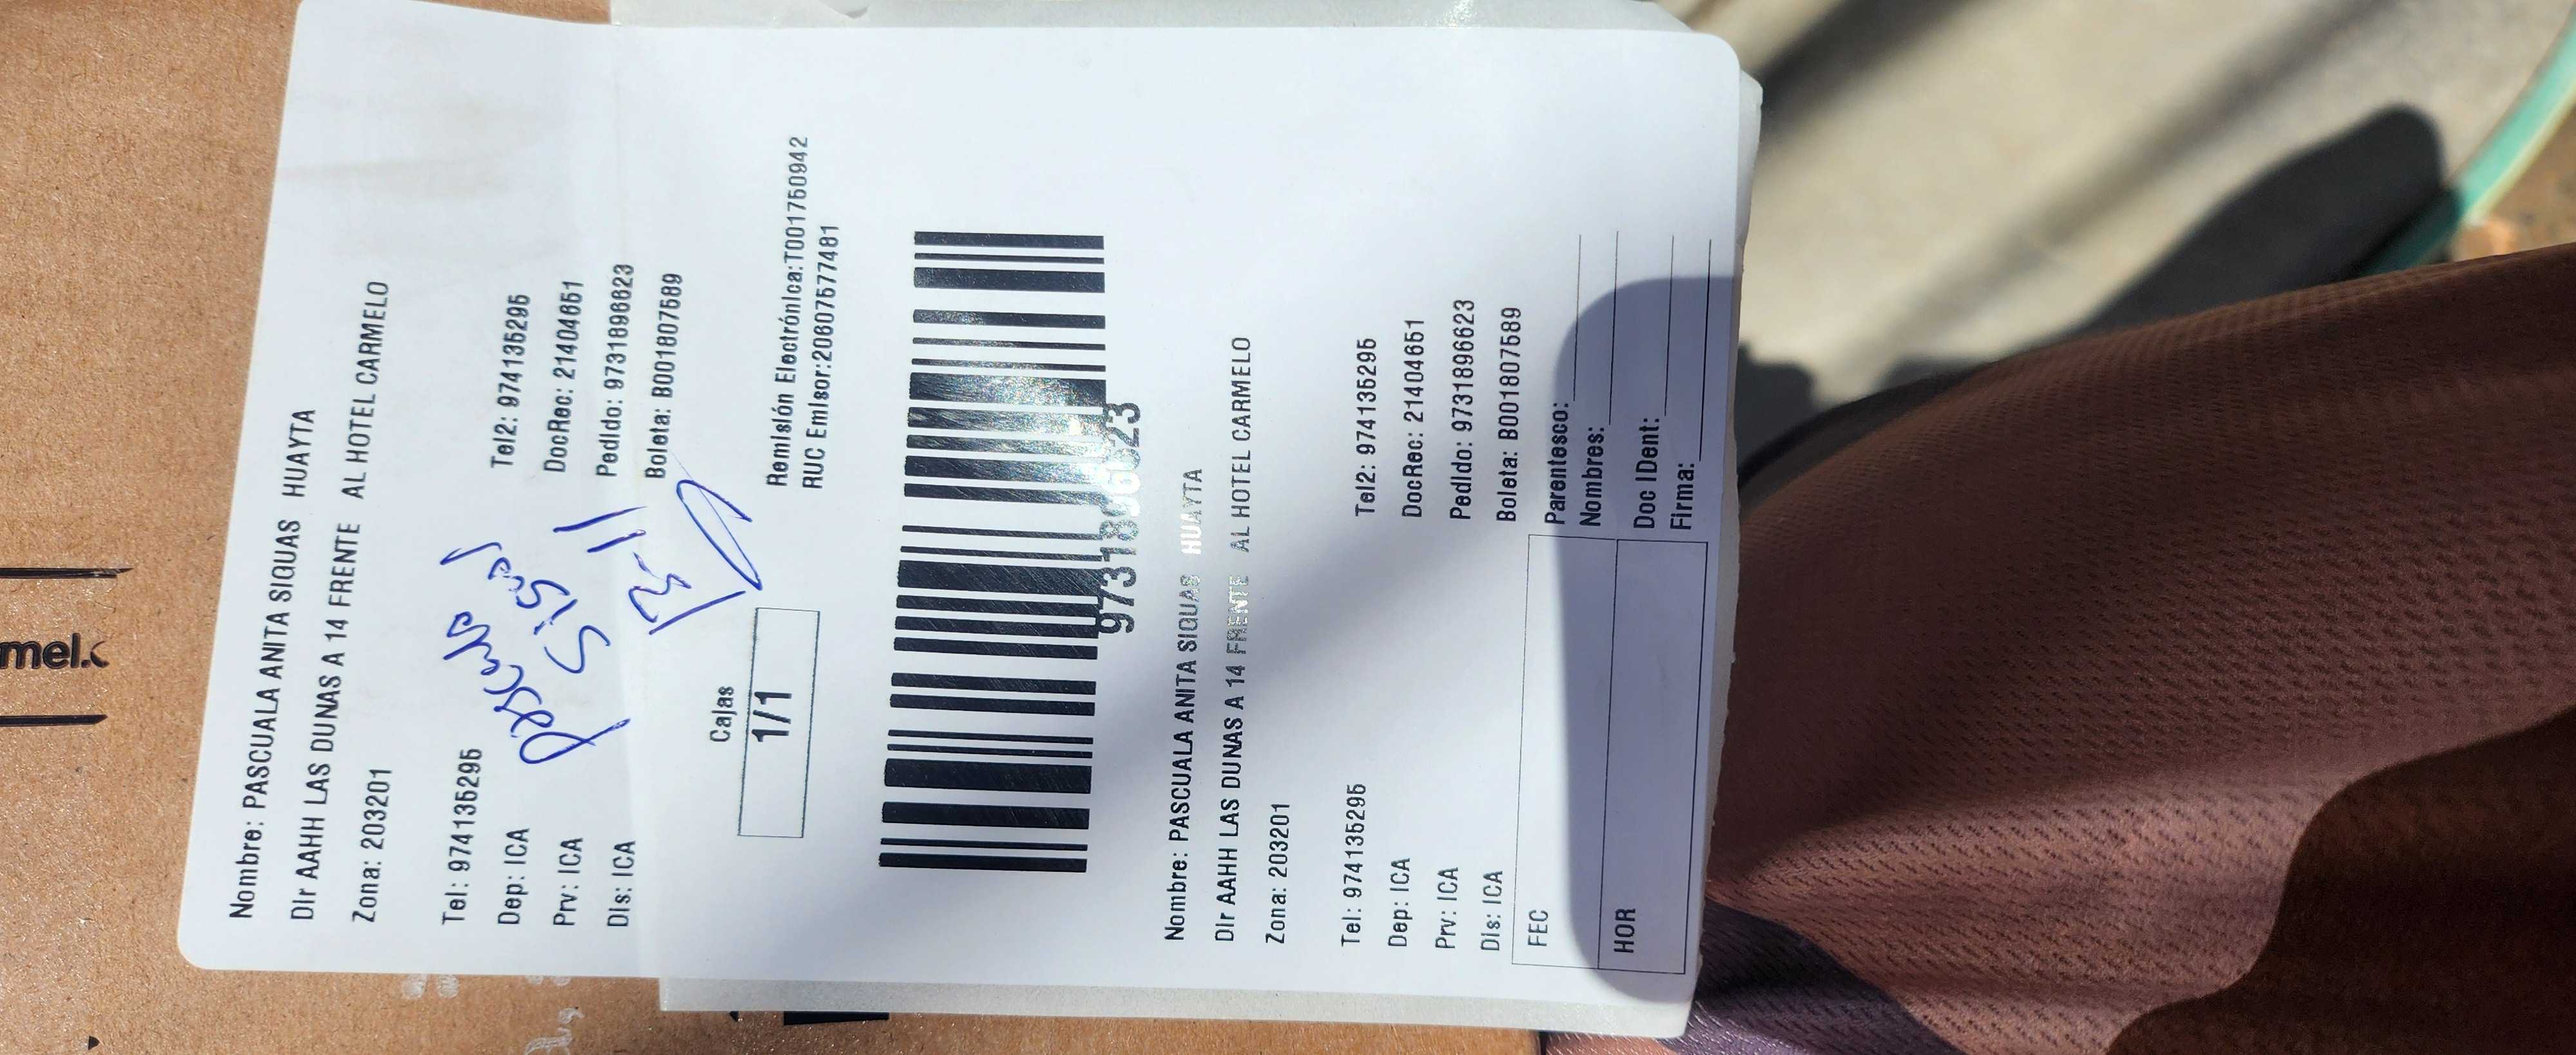 mel.c
Nombre: PASCUALA ANITA SIGUAS HUAYTA
Dir AAHH LAS DUNAS A 14 FRENTE AL HOTEL CARMELO
Zona: 203201
Tel: 974135295 Tel2: 974135295
Dep: ICA DocRec: 21404651
Prv: ICA Pedido: 9731896623
Dis: ICA Boleta: B001807589
Pascuala
Siguas
Cajas
1/1
Remisión Electrónica:T001750942
RUC Emisor:20607577481
9731896623
Nombre: PASCUALA ANITA SIGUAS HUAYTA
Dir AAHH LAS DUNAS A 14 FRENTE AL HOTEL CARMELO
Zona: 203201
Tel: 974135295 Tel2: 974135295
Dep: ICA DocRec: 21404651
Prv: ICA Pedido: 9731896623
Dis: ICA Boleta: B001807589
FEC Parentesco:
Nombres:
HOR Doc IDent:
Firma: